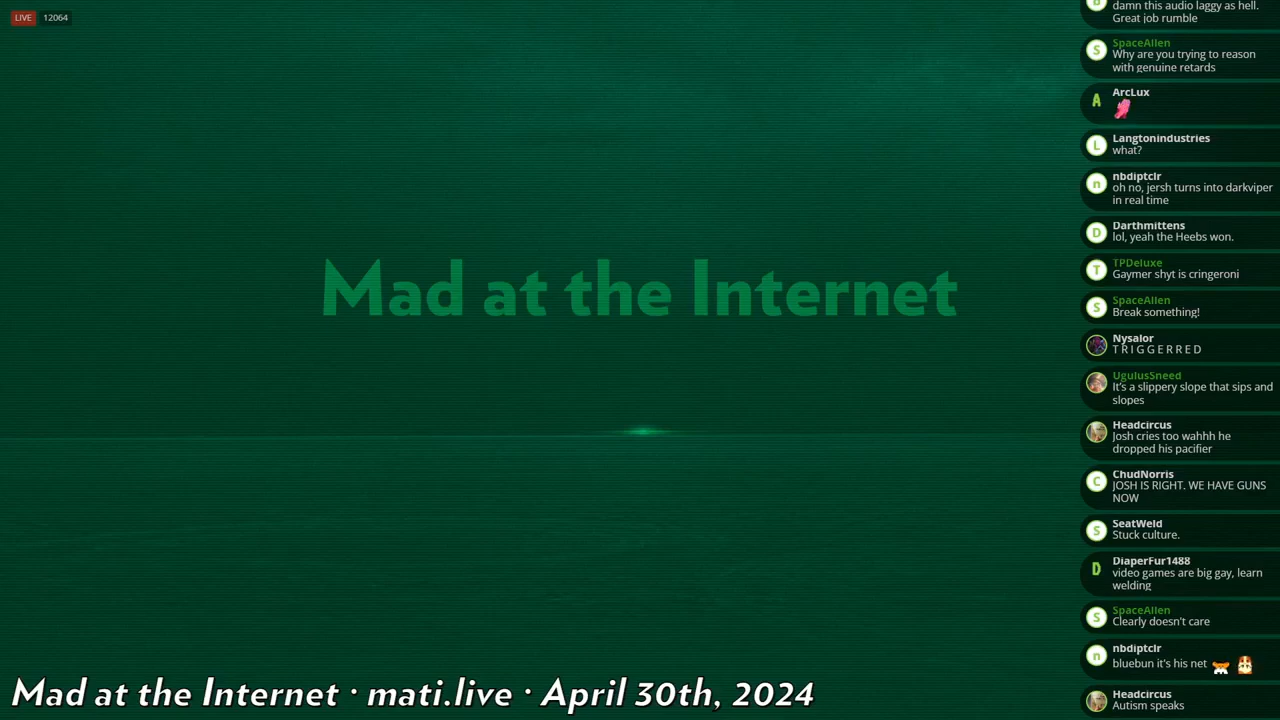 LIVE 12064
Mad at the Internet
damn this audio laggy as hell.
Great job rumble
SpaceAllen
Why are you trying to reason
with genuine retards
ArcLux
Langtonindustries
what?
nbdiptclr
oh no, jersh turns into darkviper
in real time
Darthmittens
lol, yeah the Heebs won.
TPDeluxe
Gaymer shyt is cringeroni
SpaceAllen
Break something!
Nysalor
T R I G G E R R E D
UgulusSneed
It's a slippery slope that sips and
slopes
Headcircus
Josh cries too wahhh he
dropped his pacifier
ChudNorris
JOSH IS RIGHT. WE HAVE GUNS
NOW
SeatWeld
Stuck culture.
DiaperFur1488
video games are big gay, learn
welding
SpaceAllen
Clearly doesn't care
nbdiptclr
bluebun it's his net
Headcircus
Autism speaks
Mad at the Internet · mati.live · April 30th, 2024